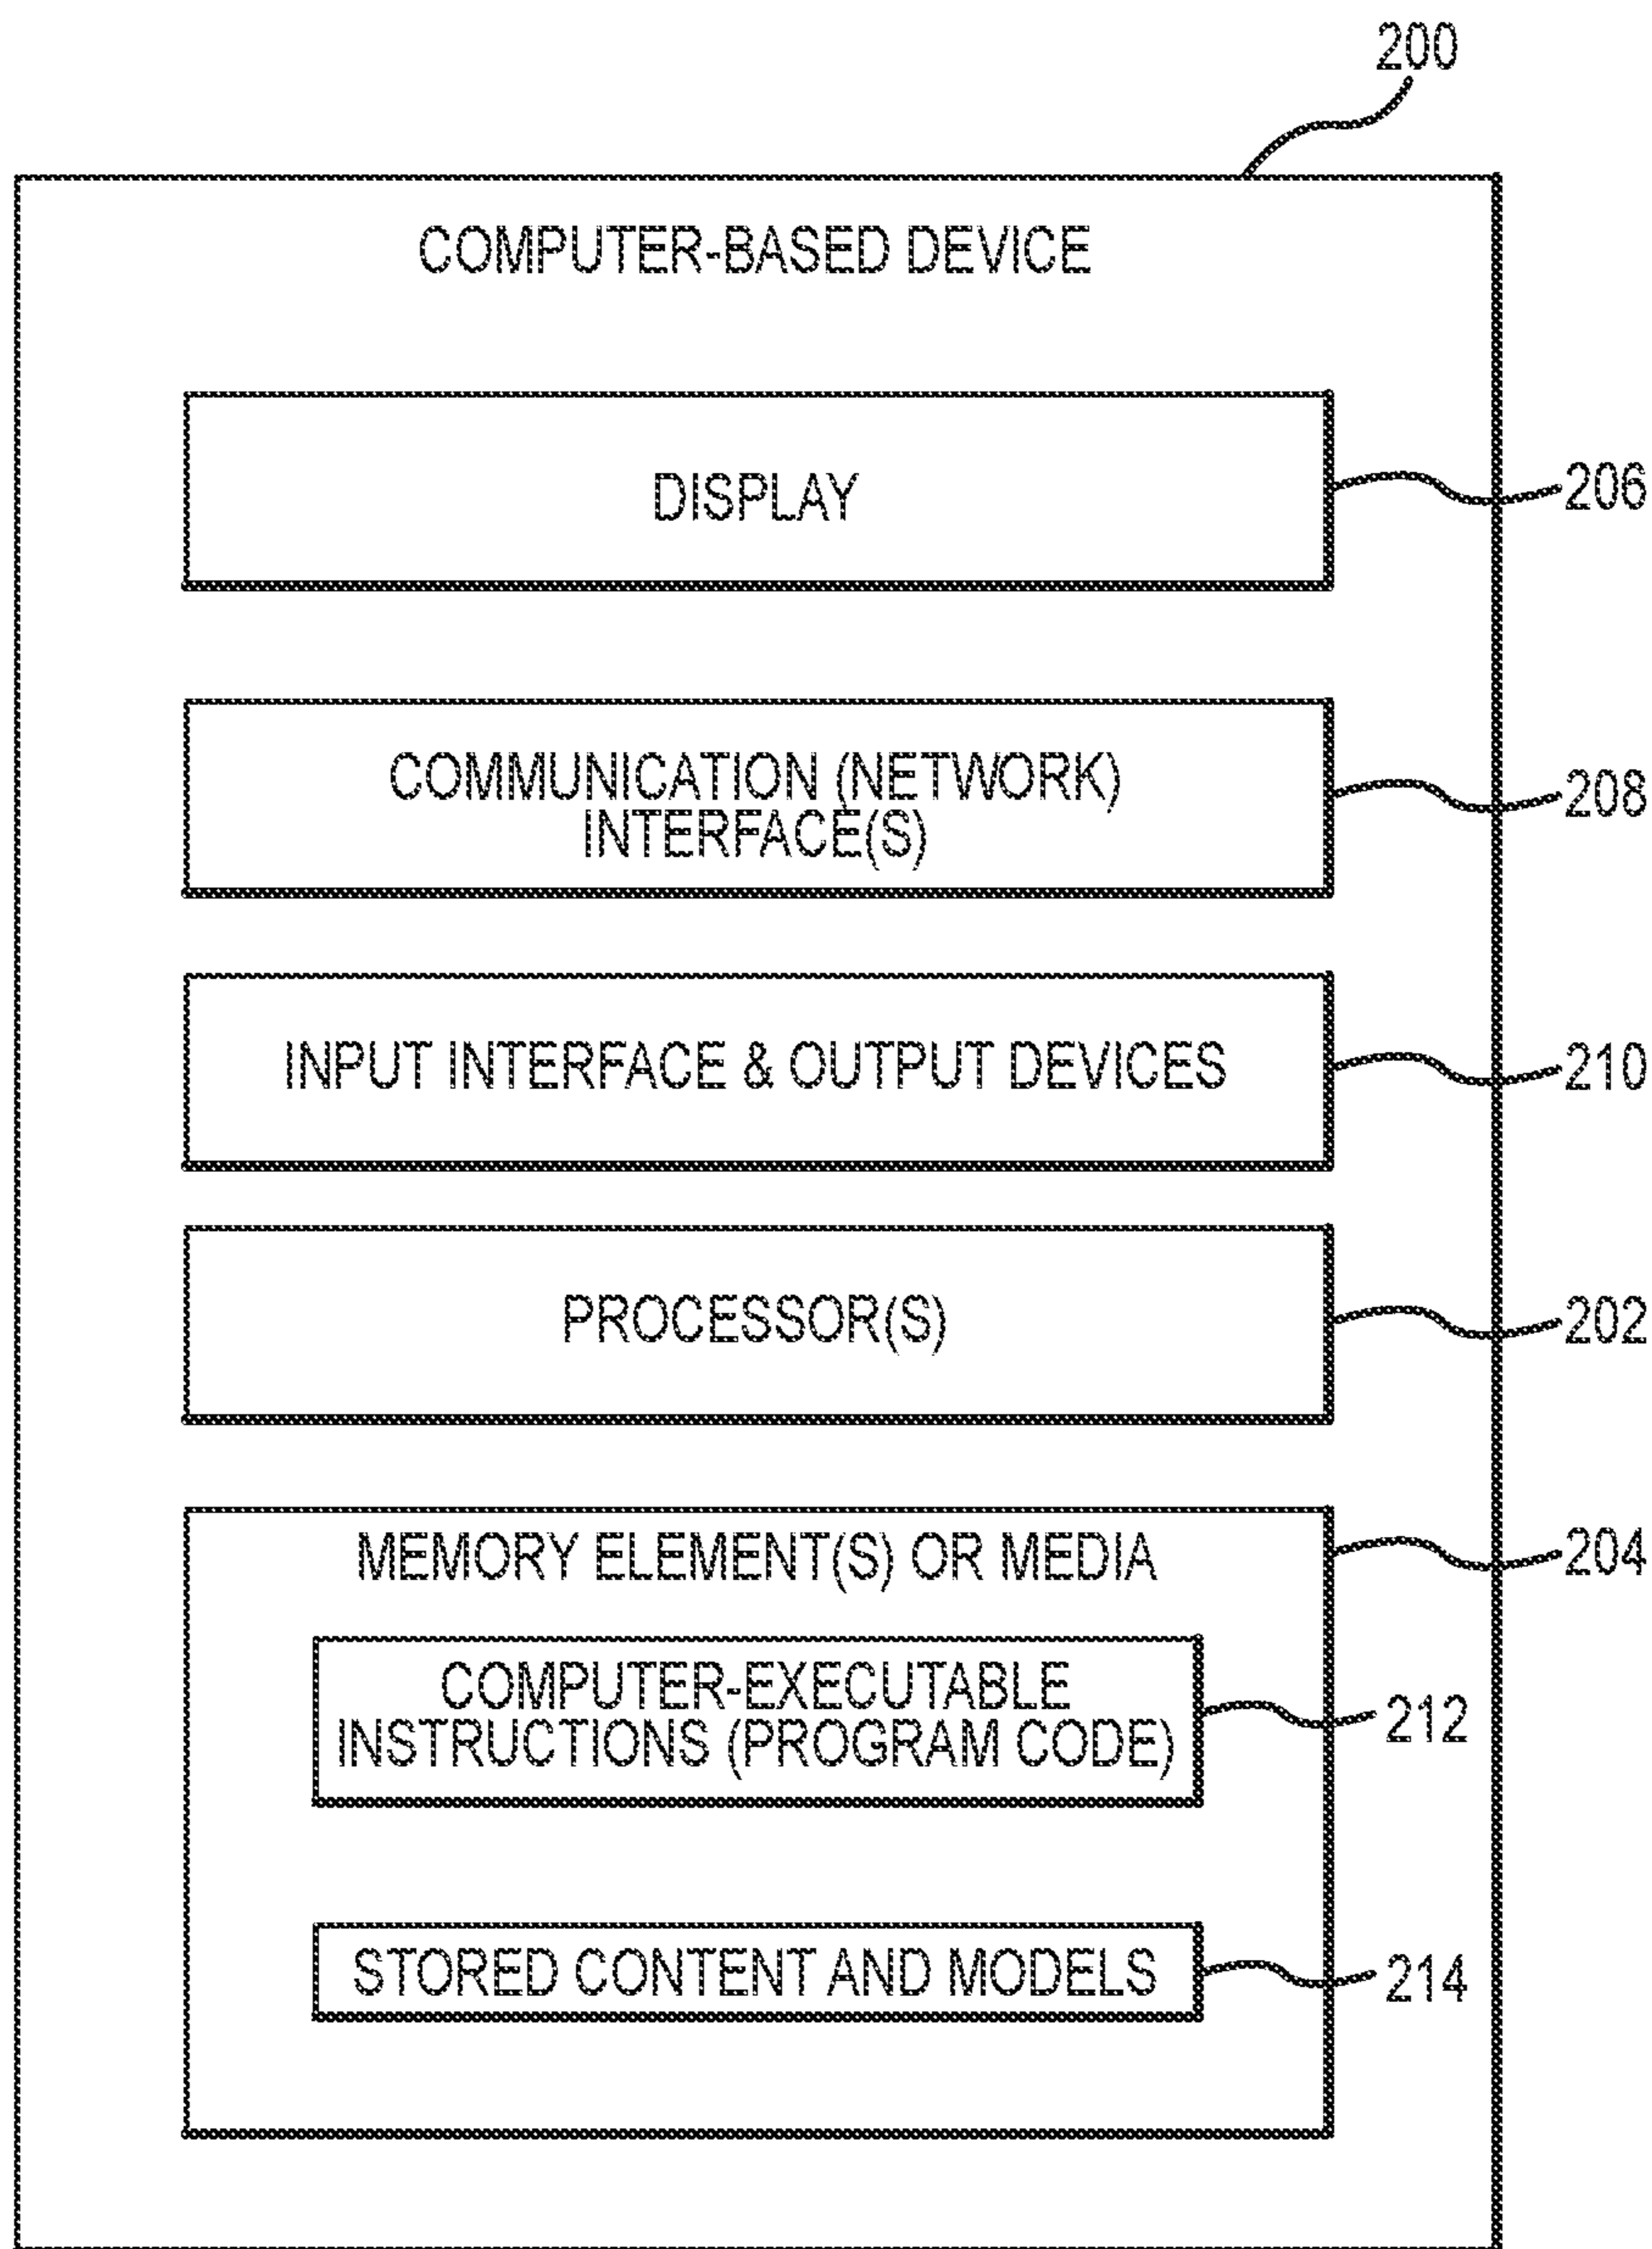 200
COMPUTER-BASED DEVICE
DISPLAY
206
COMMUNICATION (NETWORK)
INTERFACE(S)
208
INPUT INTERFACE & OUTPUT DEVICES
210
PROCESSOR(S)
202
MEMORY ELEMENT(S) OR MEDIA
204
COMPUTER-EXECUTABLE
INSTRUCTIONS (PROGRAM CODE)
212
STORED CONTENT AND MODELS
214